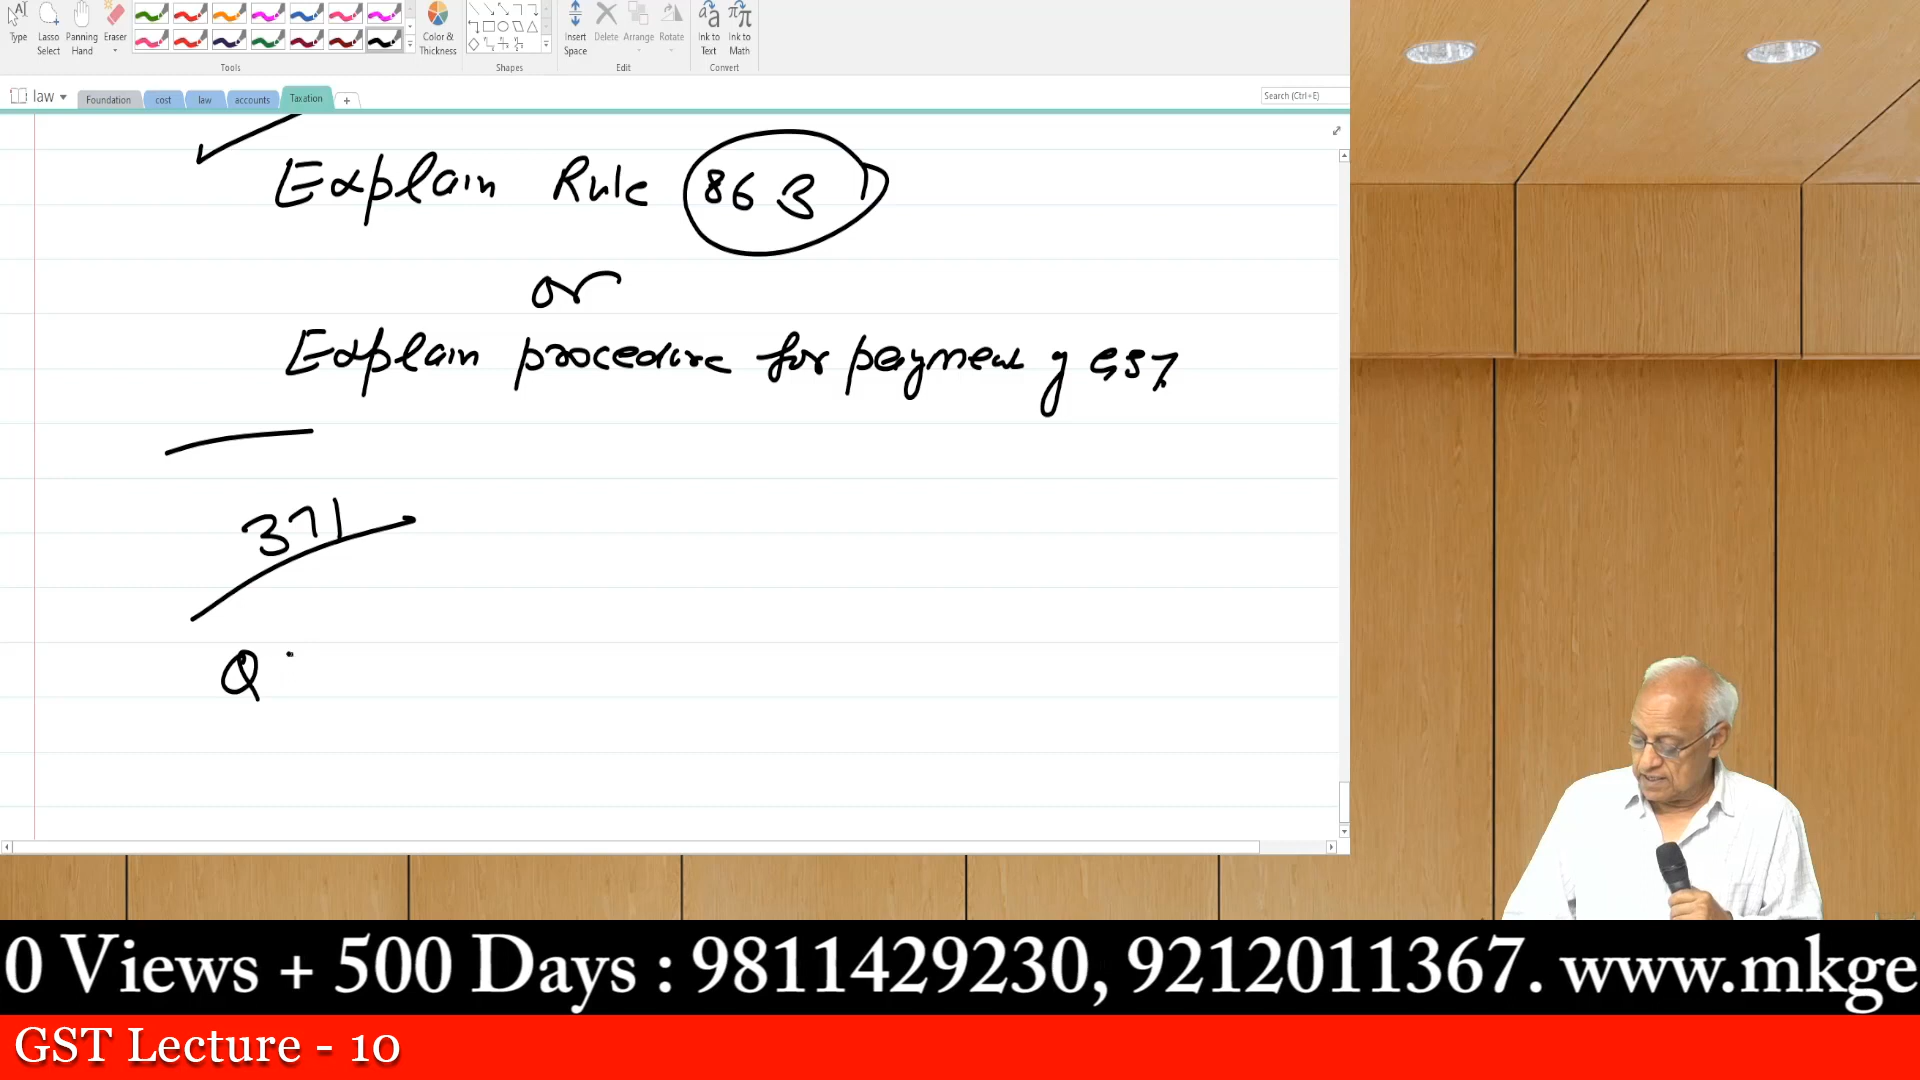 Type
Lasso Select
Panning Hand
Eraser
Color & Thickness
Insert Space
Delete
Arrange
Rotate
Ink to Text
Ink to Math
Tools
Shapes
Edit
Convert
law
Foundation
cost
law
accounts
Taxation
+
Search (Ctrl+E)
Explain Rule 86B
or
Explain procedure for payment of GST
371
Q
0 Views + 500 Days : 9811429230, 9212011367. www.mkge
GST Lecture - 10